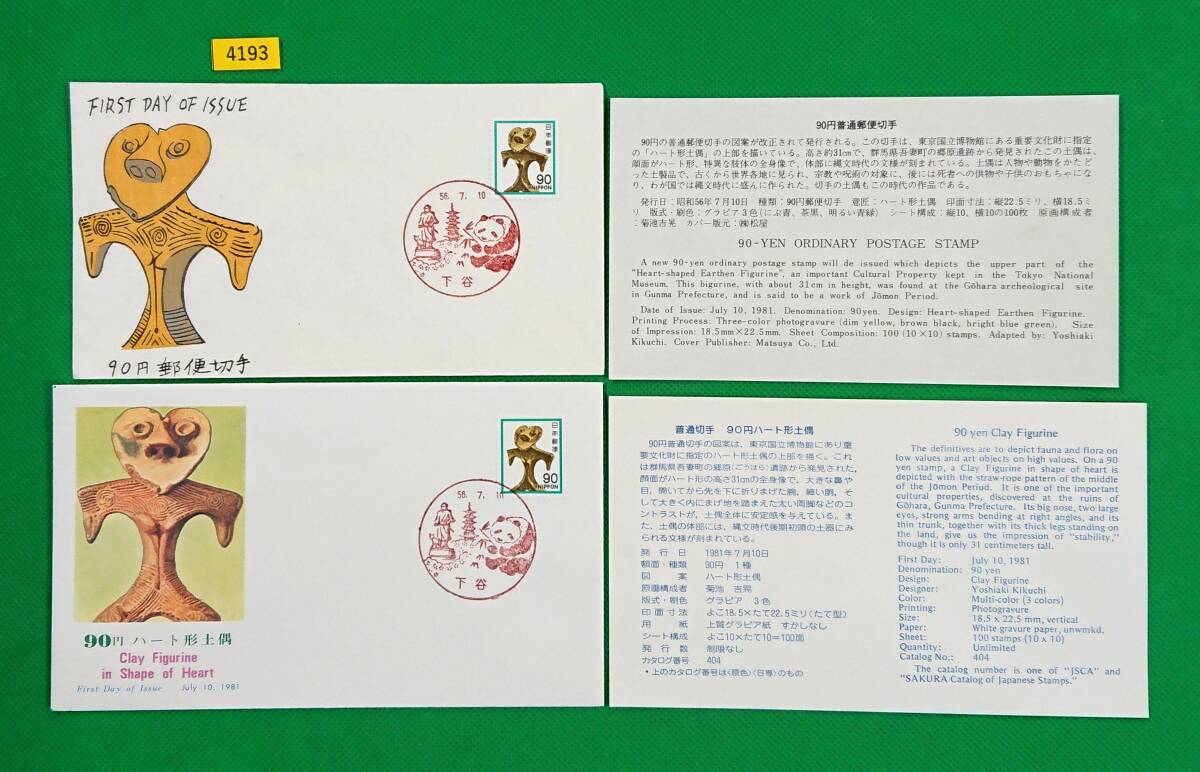 4193
FIRST DAY OF ISSUE
日本郵便
90
NIPPON
56. 7. 10
下谷
90円 郵便切手
90円普通郵便切手
90円の普通郵便切手の図案が改正されて発行される。この切手は、東京国立博物館にある重要文化財に指定
の「ハート形土偶」の上部を描いている。高さ約31cmで、群馬県吾妻町の郷原遺跡から発見されたこの土偶は、
顔面がハート形、特異な肢体の全身像で、体部に縄文時代の文様が刻まれている。土偶は人物や動物をかたど
った土製品で、古くから世界各地に見られ、宗教や呪術の対象に、後には死者への供物や子供のおもちゃにな
り、わが国では縄文時代に盛んに作られた。切手の土偶もこの時代の作品である。
発行日：昭和56年7月10日 種類：90円郵便切手 意匠：ハート形土偶 印面寸法：縦22.5ミリ、横18.5ミ
リ 版式・刷色：グラビア3色（にぶ青、茶黒、明るい青緑） シート構成：縦10、横10の100枚 原画構成者
：菊池吉晃 カバー版元：㈱松屋
90-YEN ORDINARY POSTAGE STAMP
A new 90-yen ordinary postage stamp will de issued which depicts the upper part of the
"Heart-shaped Earthen Figurine", an important Cultural Property kept in the Tokyo National
Museum. This bigurine, with about 31cm in height, was found at the Gōhara archeological site
in Gunma Prefecture, and is said to be a work of Jōmon Period.
Date of Issue: July 10, 1981. Denomination: 90yen. Design: Heart-shaped Earthen Figurine.
Printing Process: Three-color photogravure (dim yellow, brown black, bright blue green). Size
of Impression: 18.5mm×22.5mm. Sheet Composition: 100 (10×10) stamps. Adapted by: Yoshiaki
Kikuchi. Cover Publisher: Matsuya Co., Ltd.
日本郵便
90
NIPPON
56. 7. 10
下谷
90円 ハート形土偶
Clay Figurine
in Shape of Heart
First Day of Issue July 10, 1981
普通切手 90円ハート形土偶
90円普通切手の図案は、東京国立博物館にあり重
要文化財に指定のハート形土偶の上部を描く。これ
は群馬県吾妻町の郷原（ごうはら）遺跡から発見された、
顔面がハート形の高さ31cmの全身像で、大きな鼻や
目、開いてから先を下に折りまげた腕、細い胴、そ
して大きく内にまげ地を踏まえた太い両脚などのコ
ントラストが、土偶全体に安定感を与えている。ま
た、土偶の体部には、縄文時代後期初頭の土器にみ
られる文様が刻まれている。
発行日 1981年7月10日
額面・種類 90円 1種
図案 ハート形土偶
原画構成者 菊池 吉晃
版式・刷色 グラビア 3色
印面寸法 よこ18.5×たて22.5ミリ(たて型)
用紙 上質グラビア紙 すかしなし
シート構成 よこ10×たて10=100面
発行数 制限なし
カタログ番号 404
・上のカタログ番号は〈原色〉〈日専〉のもの
90 yen Clay Figurine
The definitives are to depict fauna and flora on
low values and art objects on high values. On a 90
yen stamp, a Clay Figurine in shape of heart is
depicted with the straw-rope pattern of the middle
of the Jōmon Period. It is one of the important
cultural properties, discovered at the ruins of
Gōhara, Gunma Prefecture. Its big nose, two large
eyes, strong arms bending at right angles, and its
thin trunk, together with its thick legs standing on
the land, give us the impression of "stability,"
though it is only 31 centimeters tall.
First Day: July 10, 1981
Denomination: 90 yen
Design: Clay Figurine
Designer: Yoshiaki Kikuchi
Color: Multi-color (3 colors)
Printing: Photogravure
Size: 18.5 x 22.5 mm, vertical
Paper: White gravure paper, unwmkd.
Sheet: 100 stamps (10 x 10)
Quantity: Unlimited
Catalog No.: 404
The catalog number is one of "JSCA" and
"SAKURA Catalog of Japanese Stamps."